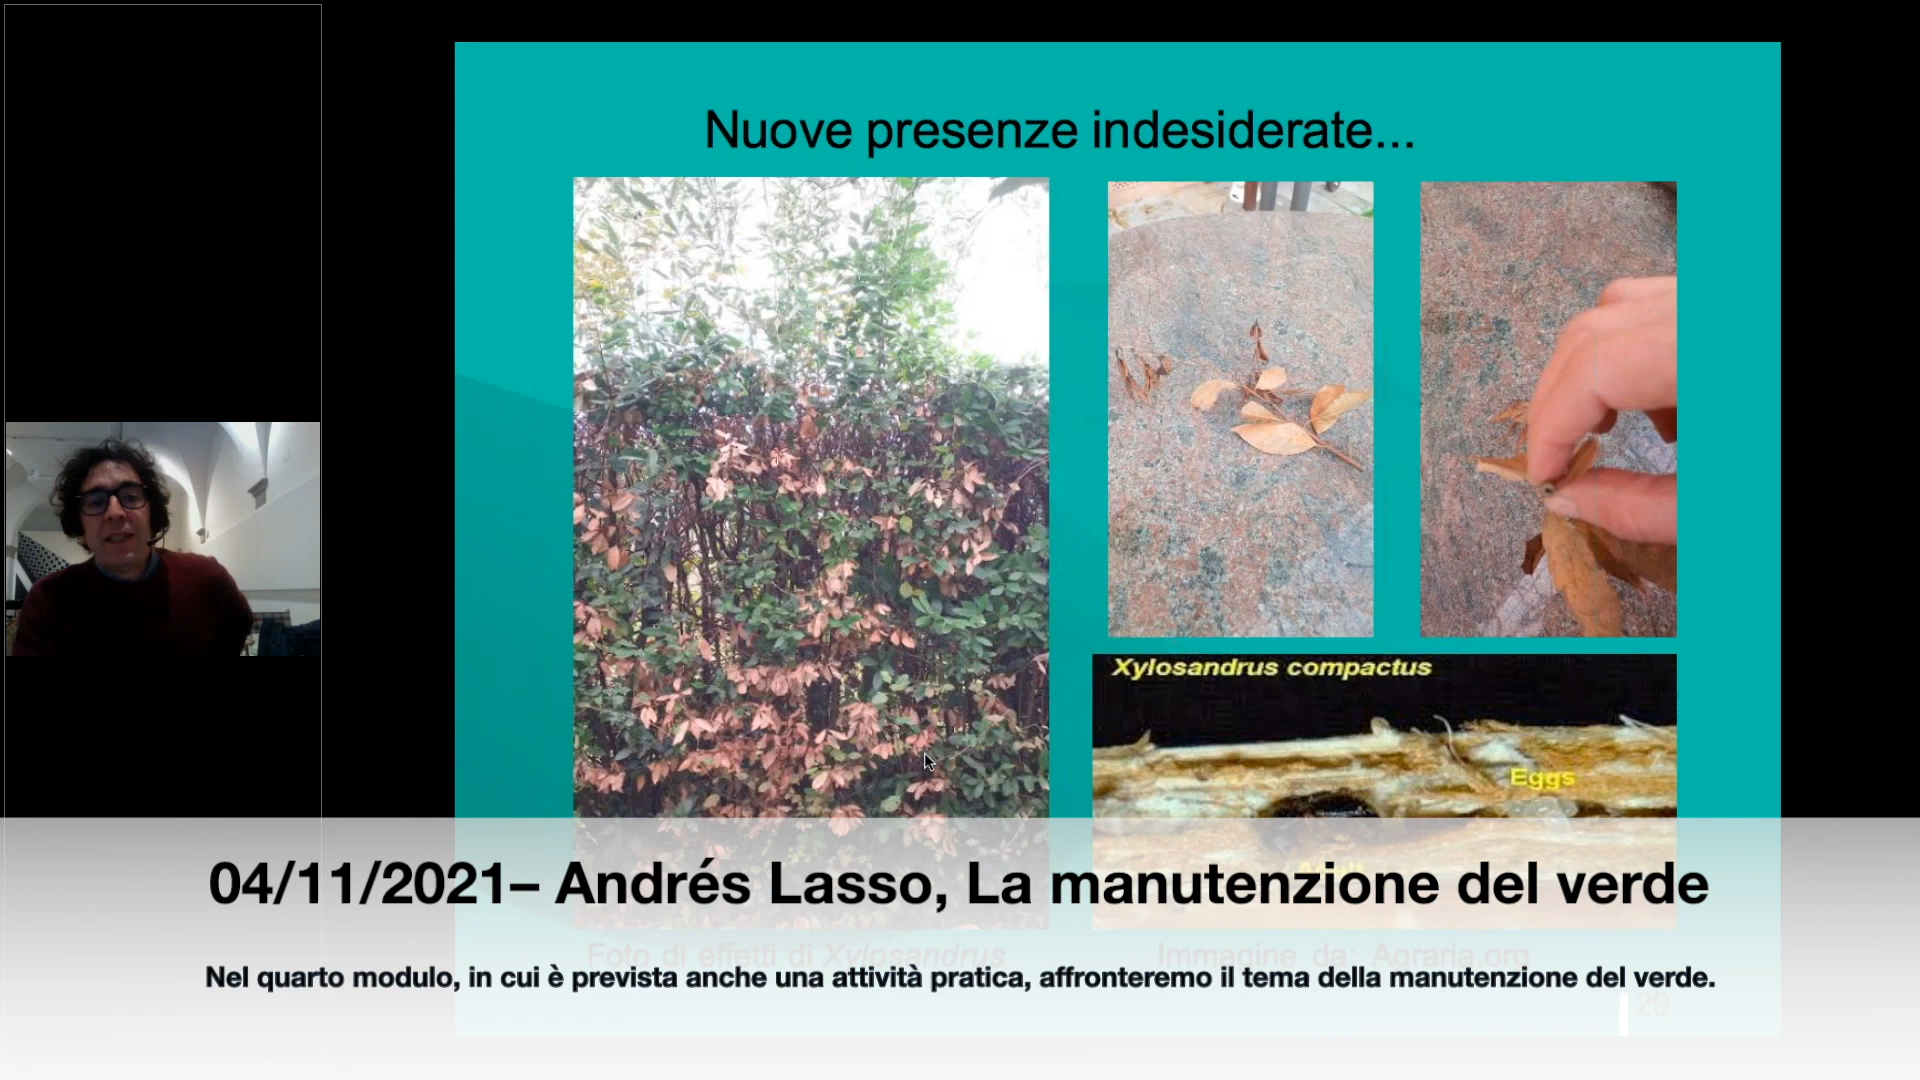 Nuove presenze indesiderate...
Xylosandrus compactus
Eggs
04/11/2021– Andrés Lasso, La manutenzione del verde
Foto di effetti di Xylosandrus
Immagine da: Agraria.org
Nel quarto modulo, in cui è prevista anche una attività pratica, affronteremo il tema della manutenzione del verde.
29